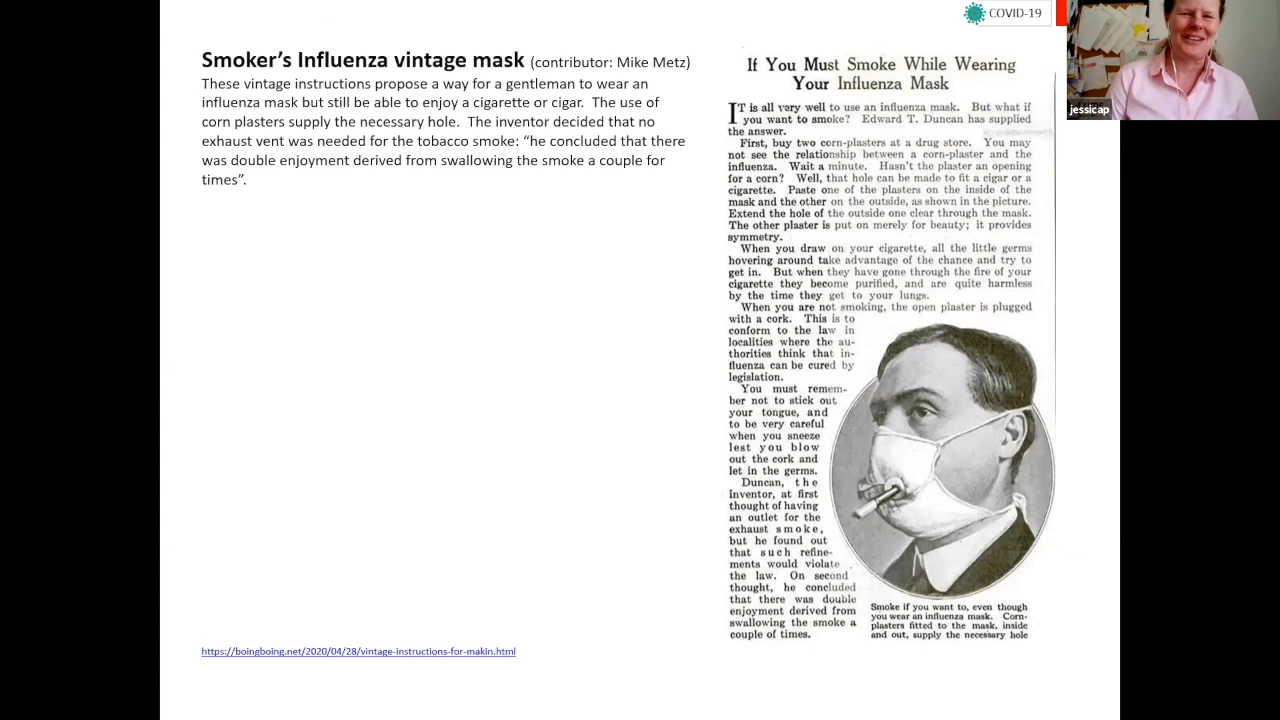 COVID-19
jessicap
Smoker's Influenza vintage mask (contributor: Mike Metz)
These vintage instructions propose a way for a gentleman to wear an
influenza mask but still be able to enjoy a cigarette or cigar.  The use of
corn plasters supply the necessary hole.  The inventor decided that no
exhaust vent was needed for the tobacco smoke: “he concluded that there
was double enjoyment derived from swallowing the smoke a couple for
times”.
https://boingboing.net/2020/04/28/vintage-instructions-for-makin.html
If You Must Smoke While Wearing
Your Influenza Mask
IT is all very well to use an influenza mask. But what if
you want to smoke? Edward T. Duncan has supplied
the answer.
First, buy two corn-plasters at a drug store. You may
not see the relationship between a corn-plaster and the
influenza. Wait a minute. Hasn't the plaster an opening
for a corn? Well, that hole can be made to fit a cigar or a
cigarette. Paste one of the plasters on the inside of the
mask and the other on the outside, as shown in the picture.
Extend the hole of the outside one clear through the mask.
The other plaster is put on merely for beauty; it provides
symmetry.
When you draw on your cigarette, all the little germs
hovering around take advantage of the chance and try to
get in. But when they have gone through the fire of your
cigarette they become purified, and are quite harmless
by the time they get to your lungs.
When you are not smoking, the open plaster is plugged
with a cork. This is to
conform to the law in
localities where the au-
thorities think that in-
fluenza can be cured by
legislation.
You must remem-
ber not to stick out
your tongue, and
to be very careful
when you sneeze
lest you blow
out the cork and
let in the germs.
Duncan, the
inventor, at first
thought of having
an outlet for the
exhaust smoke,
but he found out
that such refine-
ments would violate
the law. On second
thought, he concluded
that there was double
enjoyment derived from
swallowing the smoke a
couple of times.
Smoke if you want to, even though
you wear an influenza mask. Corn-
plasters fitted to the mask, inside
and out, supply the necessary hole